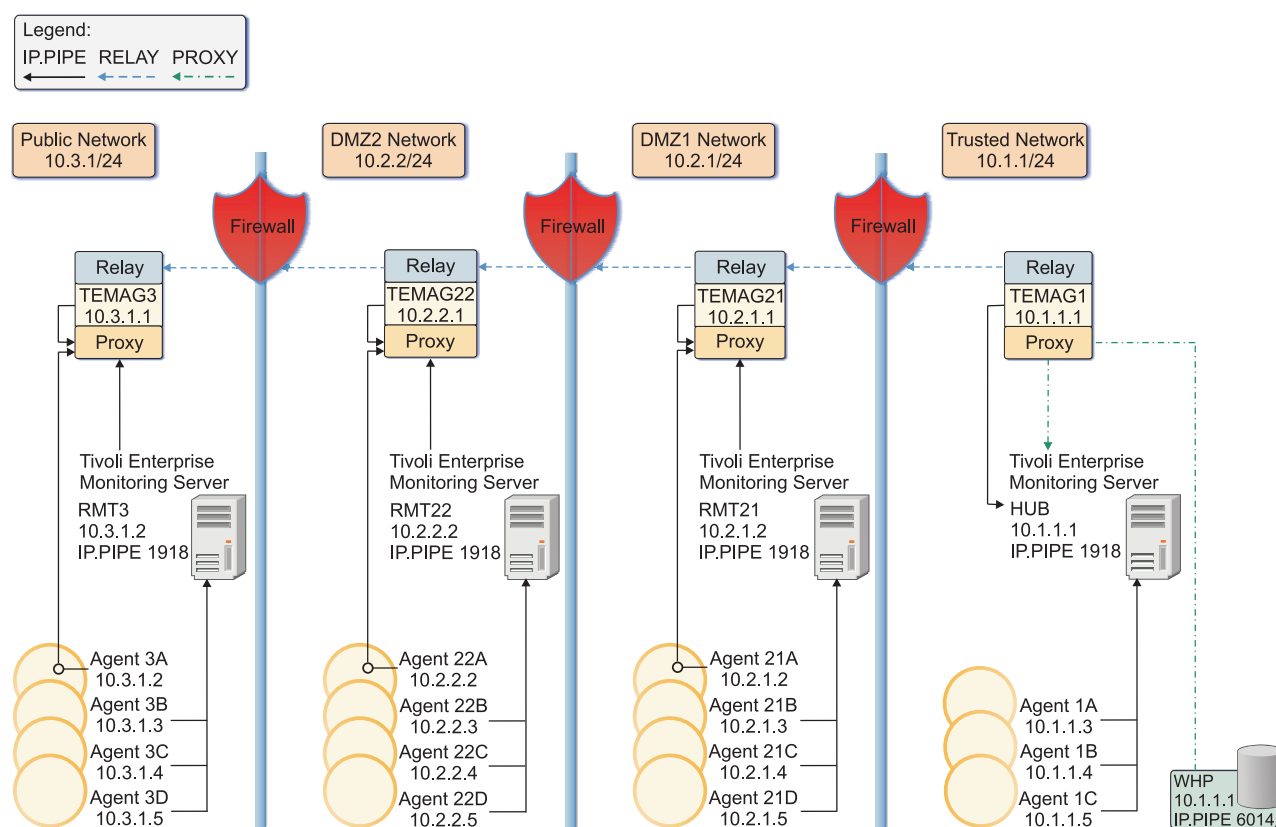 Legend:
IP.PIPE RELAY PROXY
Public Network
10.3.1/24
DMZ2 Network
10.2.2/24
DMZ1 Network
10.2.1/24
Trusted Network
10.1.1/24
Firewall
Firewall
Firewall
Relay
TEMAG3
10.3.1.1
Proxy
Relay
TEMAG22
10.2.2.1
Proxy
Relay
TEMAG21
10.2.1.1
Proxy
Relay
TEMAG1
10.1.1.1
Proxy
Tivoli Enterprise
Monitoring Server
RMT3
10.3.1.2
IP.PIPE 1918
Tivoli Enterprise
Monitoring Server
RMT22
10.2.2.2
IP.PIPE 1918
Tivoli Enterprise
Monitoring Server
RMT21
10.2.1.2
IP.PIPE 1918
Tivoli Enterprise
Monitoring Server
HUB
10.1.1.1
IP.PIPE 1918
Agent 3A
10.3.1.2
Agent 3B
10.3.1.3
Agent 3C
10.3.1.4
Agent 3D
10.3.1.5
Agent 22A
10.2.2.2
Agent 22B
10.2.2.3
Agent 22C
10.2.2.4
Agent 22D
10.2.2.5
Agent 21A
10.2.1.2
Agent 21B
10.2.1.3
Agent 21C
10.2.1.4
Agent 21D
10.2.1.5
Agent 1A
10.1.1.3
Agent 1B
10.1.1.4
Agent 1C
10.1.1.5
WHP
10.1.1.1
IP.PIPE 6014